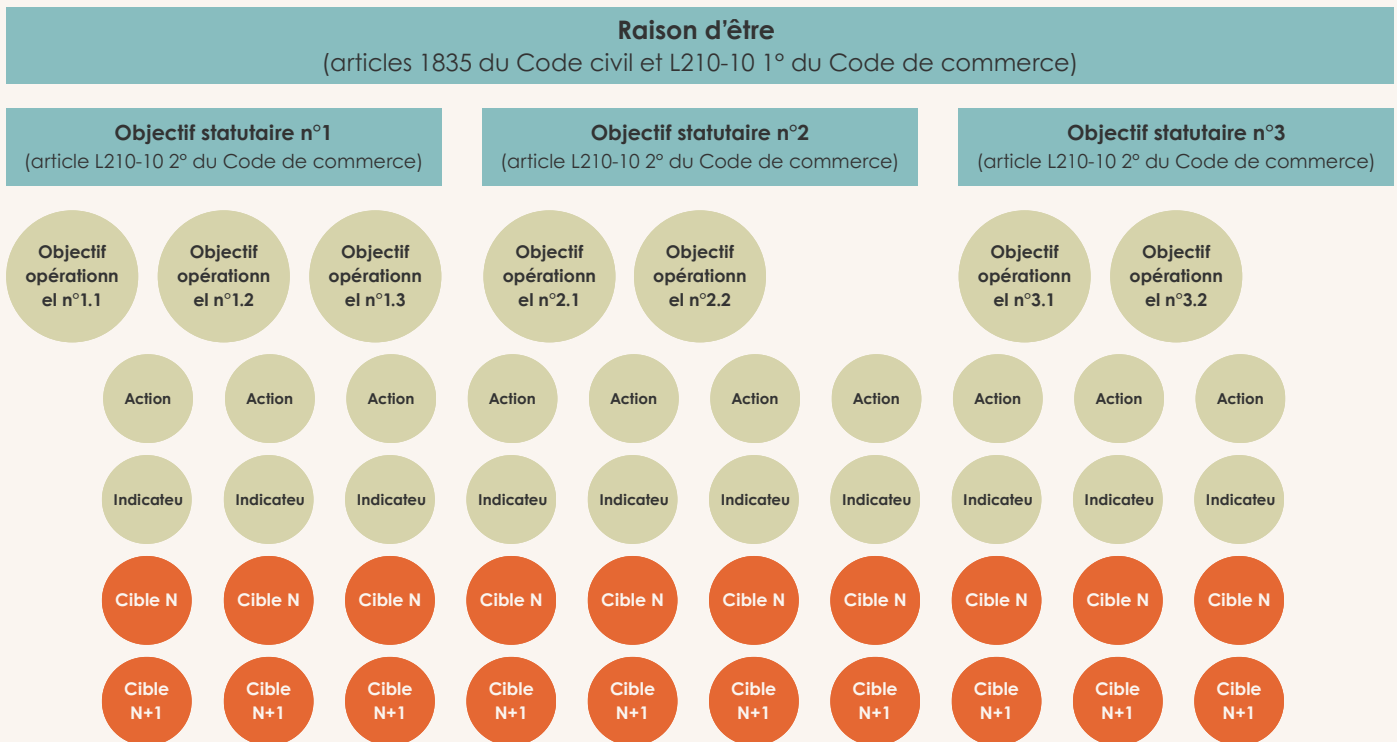 Raison d'être
(articles 1835 du Code civil et L210-10 1° du Code de commerce)
Objectif statutaire n°1
(article L210-10 2° du Code de commerce)
Objectif statutaire n°2
(article L210-10 2° du Code de commerce)
Objectif statutaire n°3
(article L210-10 2° du Code de commerce)
Objectif
opérationn
el n°1.1
Objectif
opérationn
el n°1.2
Objectif
opérationn
el n°1.3
Objectif
opérationn
el n°2.1
Objectif
opérationn
el n°2.2
Objectif
opérationn
el n°3.1
Objectif
opérationn
el n°3.2
Action
Action
Action
Action
Action
Action
Action
Action
Action
Action
Indicateu
Indicateu
Indicateu
Indicateu
Indicateu
Indicateu
Indicateu
Indicateu
Indicateu
Indicateu
Cible N
Cible N
Cible N
Cible N
Cible N
Cible N
Cible N
Cible N
Cible N
Cible N
Cible
N+1
Cible
N+1
Cible
N+1
Cible
N+1
Cible
N+1
Cible
N+1
Cible
N+1
Cible
N+1
Cible
N+1
Cible
N+1